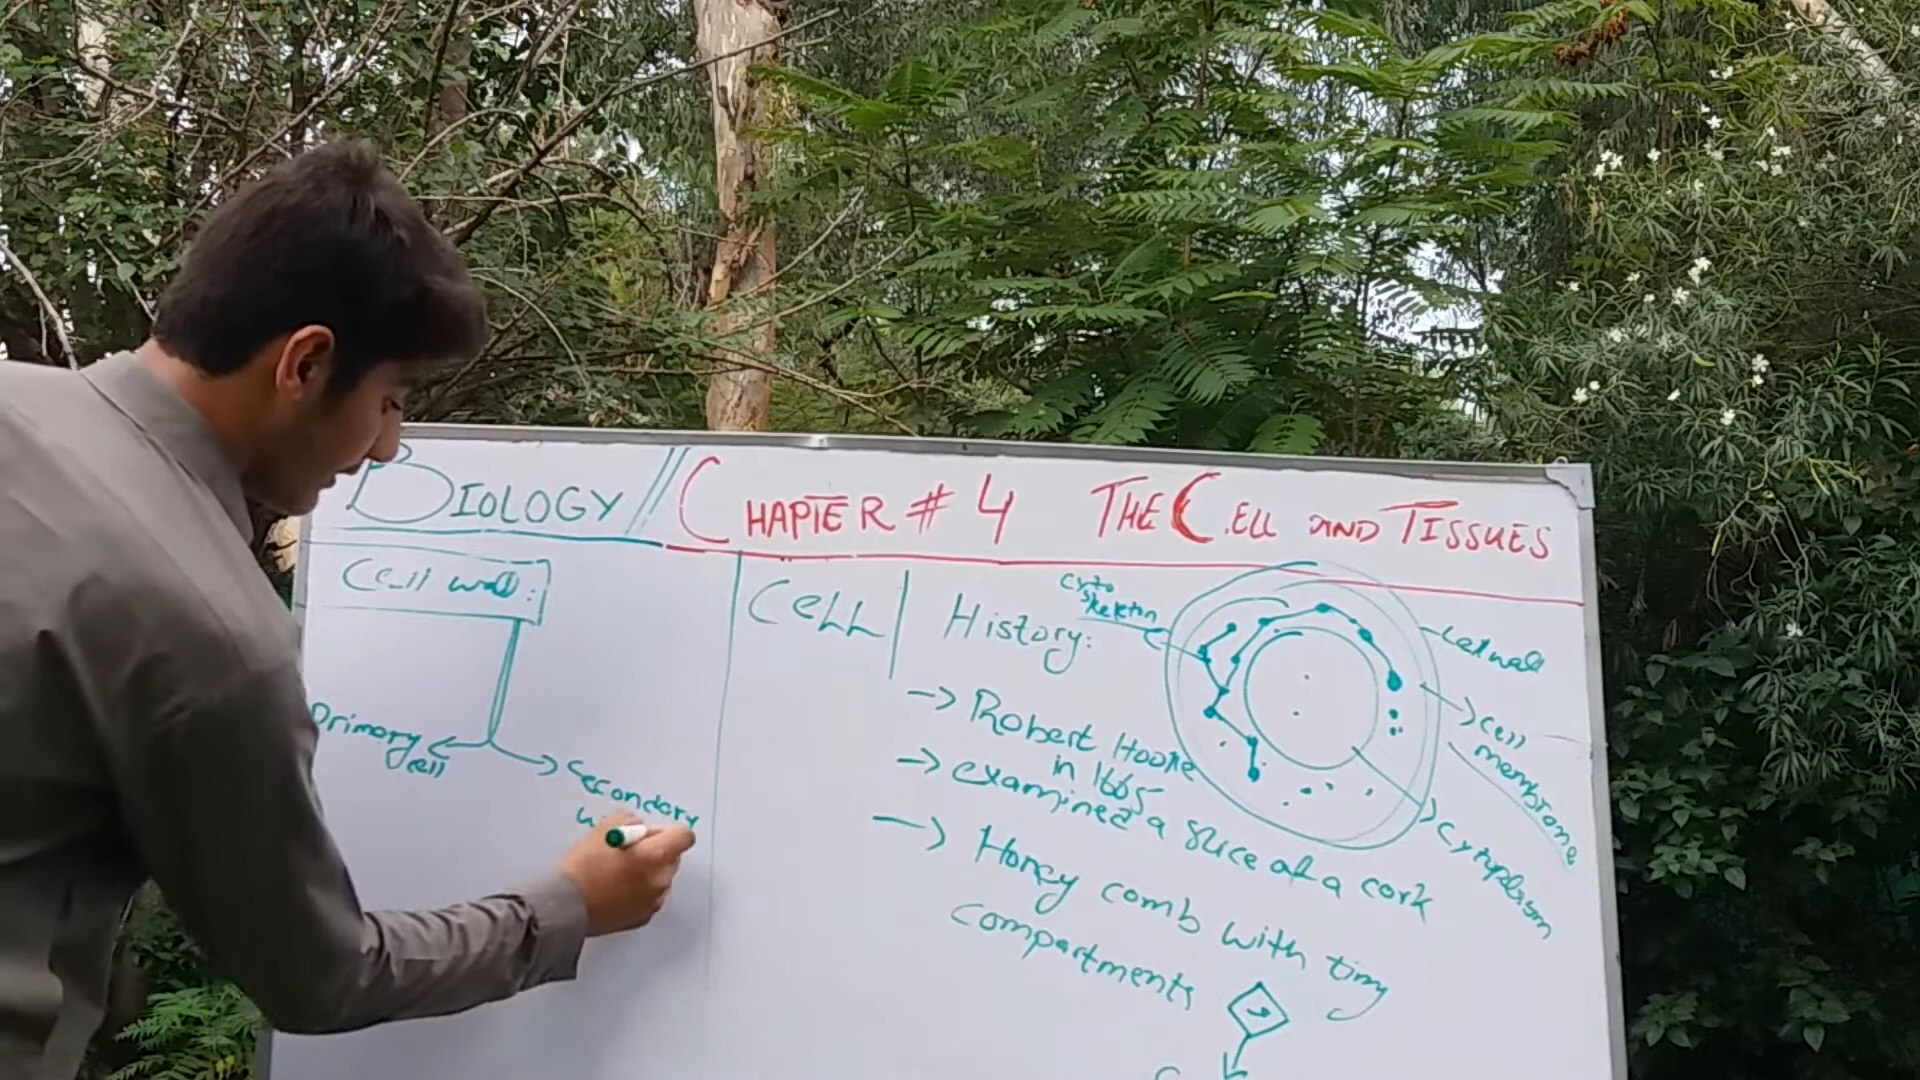 BIOLOGY // CHAPTER # 4 THE CELL AND TISSUES
Cell wall:
Primary
cell
Secondary
w
CELL
History:
-> Robert Hooke
in 1665
-> examined a slice of a cork
-> Honey comb with tiny
compartments
Cyto
Skeleton
Cell wall
Cell
membrane
Cytoplasm